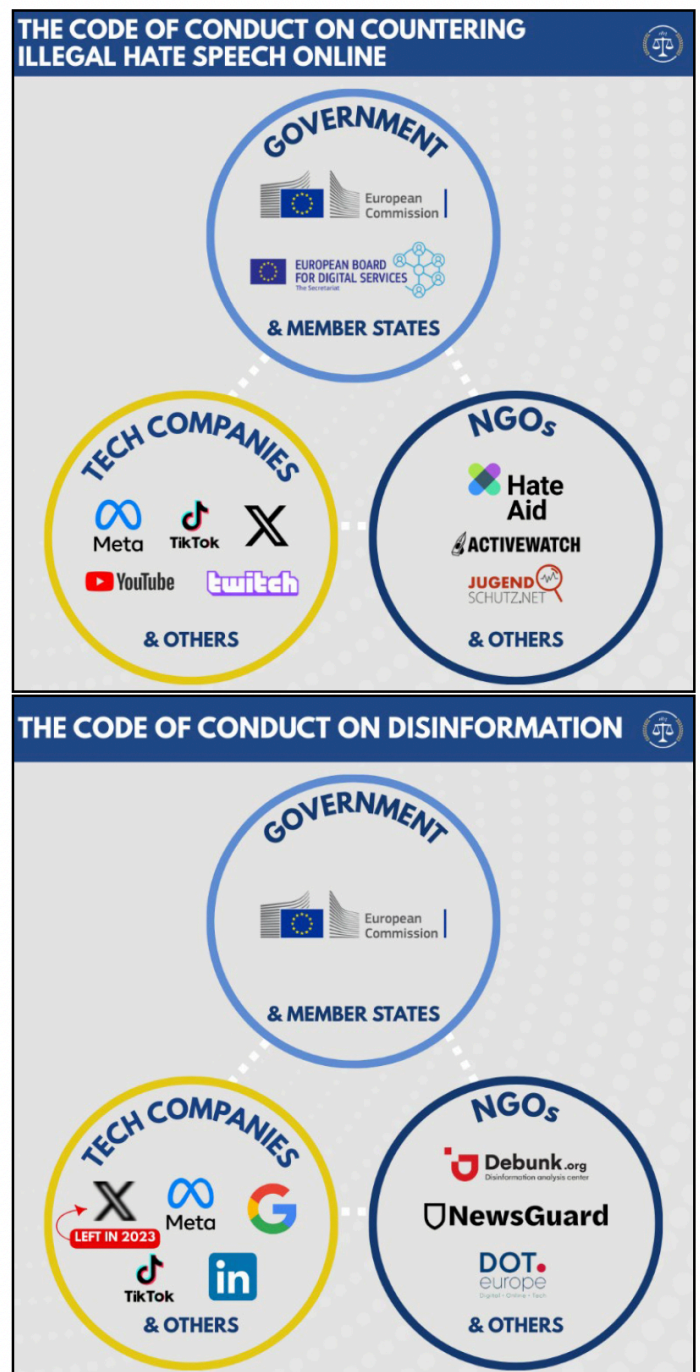 THE CODE OF CONDUCT ON COUNTERING
ILLEGAL HATE SPEECH ONLINE
GOVERNMENT
European
Commission
EUROPEAN BOARD
FOR DIGITAL SERVICES
The Secretariat
& MEMBER STATES
TECH COMPANIES
Meta
TikTok
X
YouTube
twitch
& OTHERS
NGOs
Hate
Aid
ACTIVEWATCH
JUGEND
SCHUTZ.NET
& OTHERS
THE CODE OF CONDUCT ON DISINFORMATION
GOVERNMENT
European
Commission
& MEMBER STATES
TECH COMPANIES
X
LEFT IN 2023
Meta
G
TikTok
in
& OTHERS
NGOs
Debunk.org
Disinformation analysis center
NewsGuard
DOT.
europe
Digital • Online • Tech
& OTHERS